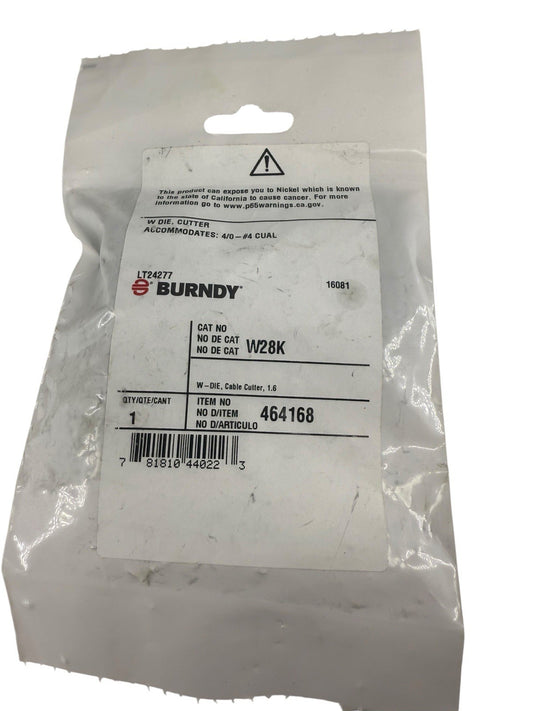 This product can expose you to Nickel which is known
to the state of California to cause cancer. For more
information go to www.p65warnings.ca.gov.
W DIE, CUTTER
ACCOMMODATES: 4/0-#4 CUAL
LT24277
BURNDY® 16081
CAT NO
NO DE CAT
NO DE CAT W28K
W-DIE, Cable Cutter, 1.6
QTY/QTE/CANT
1
ITEM NO
NO D/ITEM 464168
NO D/ARTICULO
7 81810 44022 3